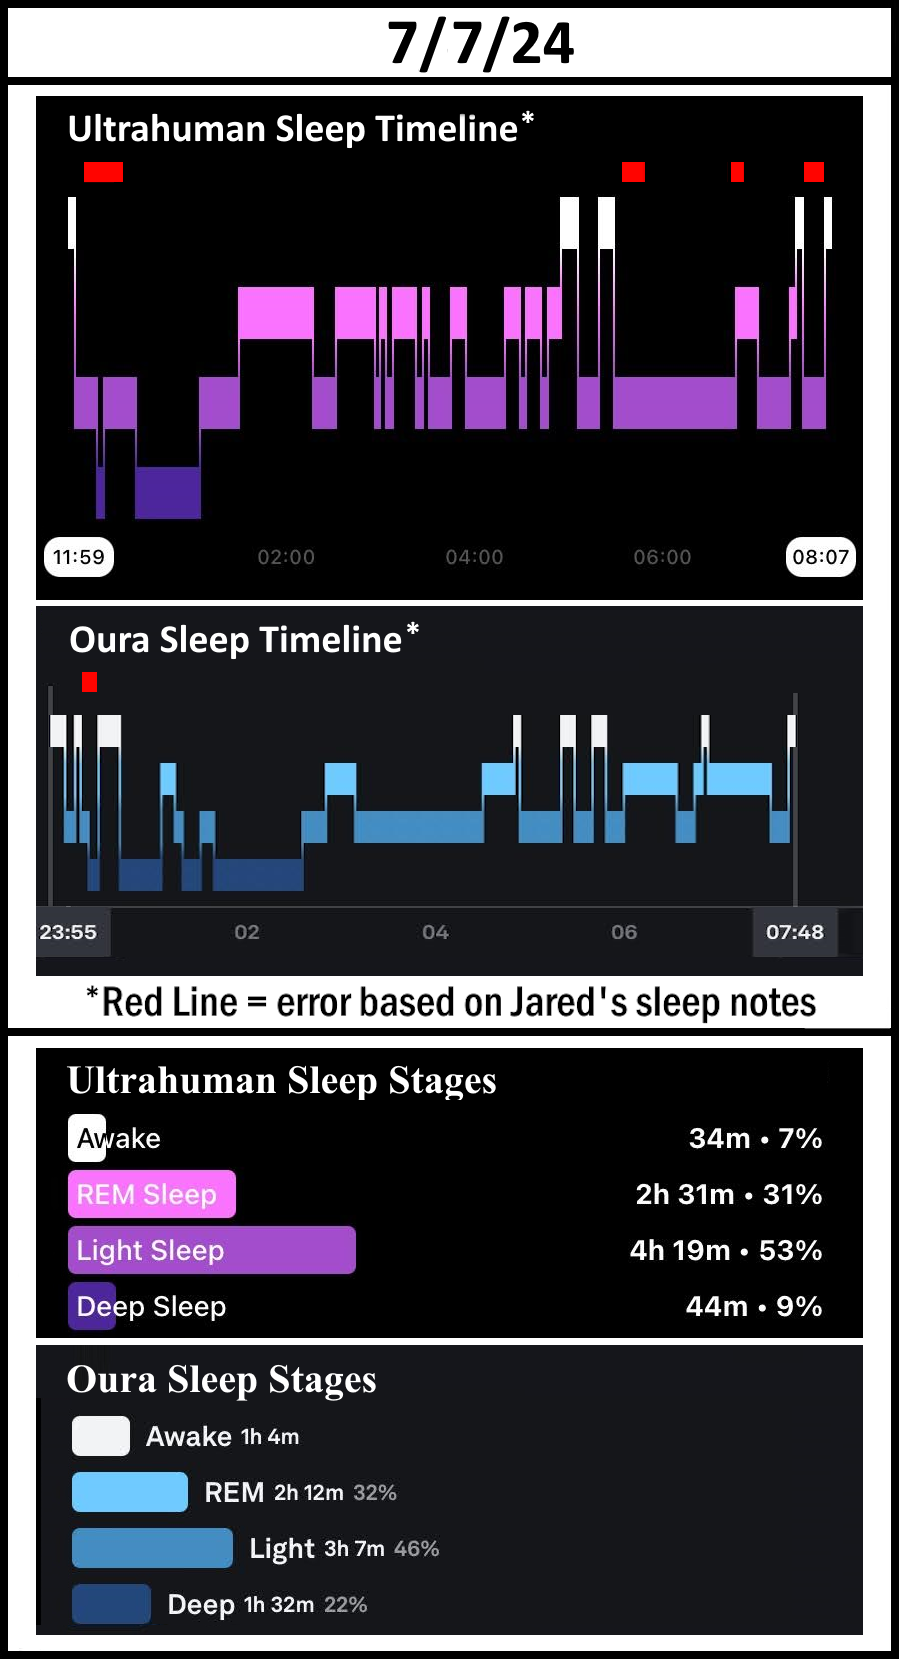 7/7/24
Ultrahuman Sleep Timeline*
11:59 02:00 04:00 06:00 08:07
Oura Sleep Timeline*
23:55 02 04 06 07:48
*Red Line = error based on Jared's sleep notes
Ultrahuman Sleep Stages
Awake 34m • 7%
REM Sleep 2h 31m • 31%
Light Sleep 4h 19m • 53%
Deep Sleep 44m • 9%
Oura Sleep Stages
Awake 1h 4m
REM 2h 12m 32%
Light 3h 7m 46%
Deep 1h 32m 22%